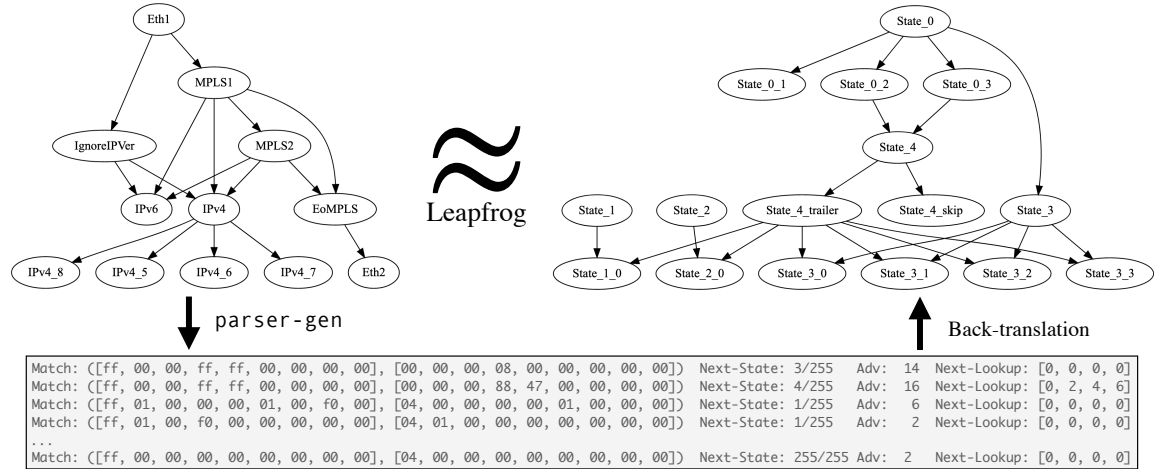 Eth1
MPLS1
IgnoreIPVer
MPLS2
IPv6
IPv4
EoMPLS
IPv4_8
IPv4_5
IPv4_6
IPv4_7
Eth2
≈
Leapfrog
State_0
State_0_1
State_0_2
State_0_3
State_4
State_1
State_2
State_4_trailer
State_4_skip
State_3
State_1_0
State_2_0
State_3_0
State_3_1
State_3_2
State_3_3
parser-gen
Back-translation
Match: ([ff, 00, 00, ff, ff, 00, 00, 00, 00], [00, 00, 00, 08, 00, 00, 00, 00, 00]) Next-State: 3/255 Adv: 14 Next-Lookup: [0, 0, 0, 0]
Match: ([ff, 00, 00, ff, ff, 00, 00, 00, 00], [00, 00, 00, 88, 47, 00, 00, 00, 00]) Next-State: 4/255 Adv: 16 Next-Lookup: [0, 2, 4, 6]
Match: ([ff, 01, 00, 00, 00, 01, 00, f0, 00], [04, 00, 00, 00, 00, 01, 00, 00, 00]) Next-State: 1/255 Adv: 6 Next-Lookup: [0, 0, 0, 0]
Match: ([ff, 01, 00, f0, 00, 00, 00, 00, 00], [04, 01, 00, 00, 00, 00, 00, 00, 00]) Next-State: 1/255 Adv: 2 Next-Lookup: [0, 0, 0, 0]
...
Match: ([ff, 00, 00, 00, 00, 00, 00, 00, 00], [04, 00, 00, 00, 00, 00, 00, 00, 00]) Next-State: 255/255 Adv: 2 Next-Lookup: [0, 0, 0, 0]